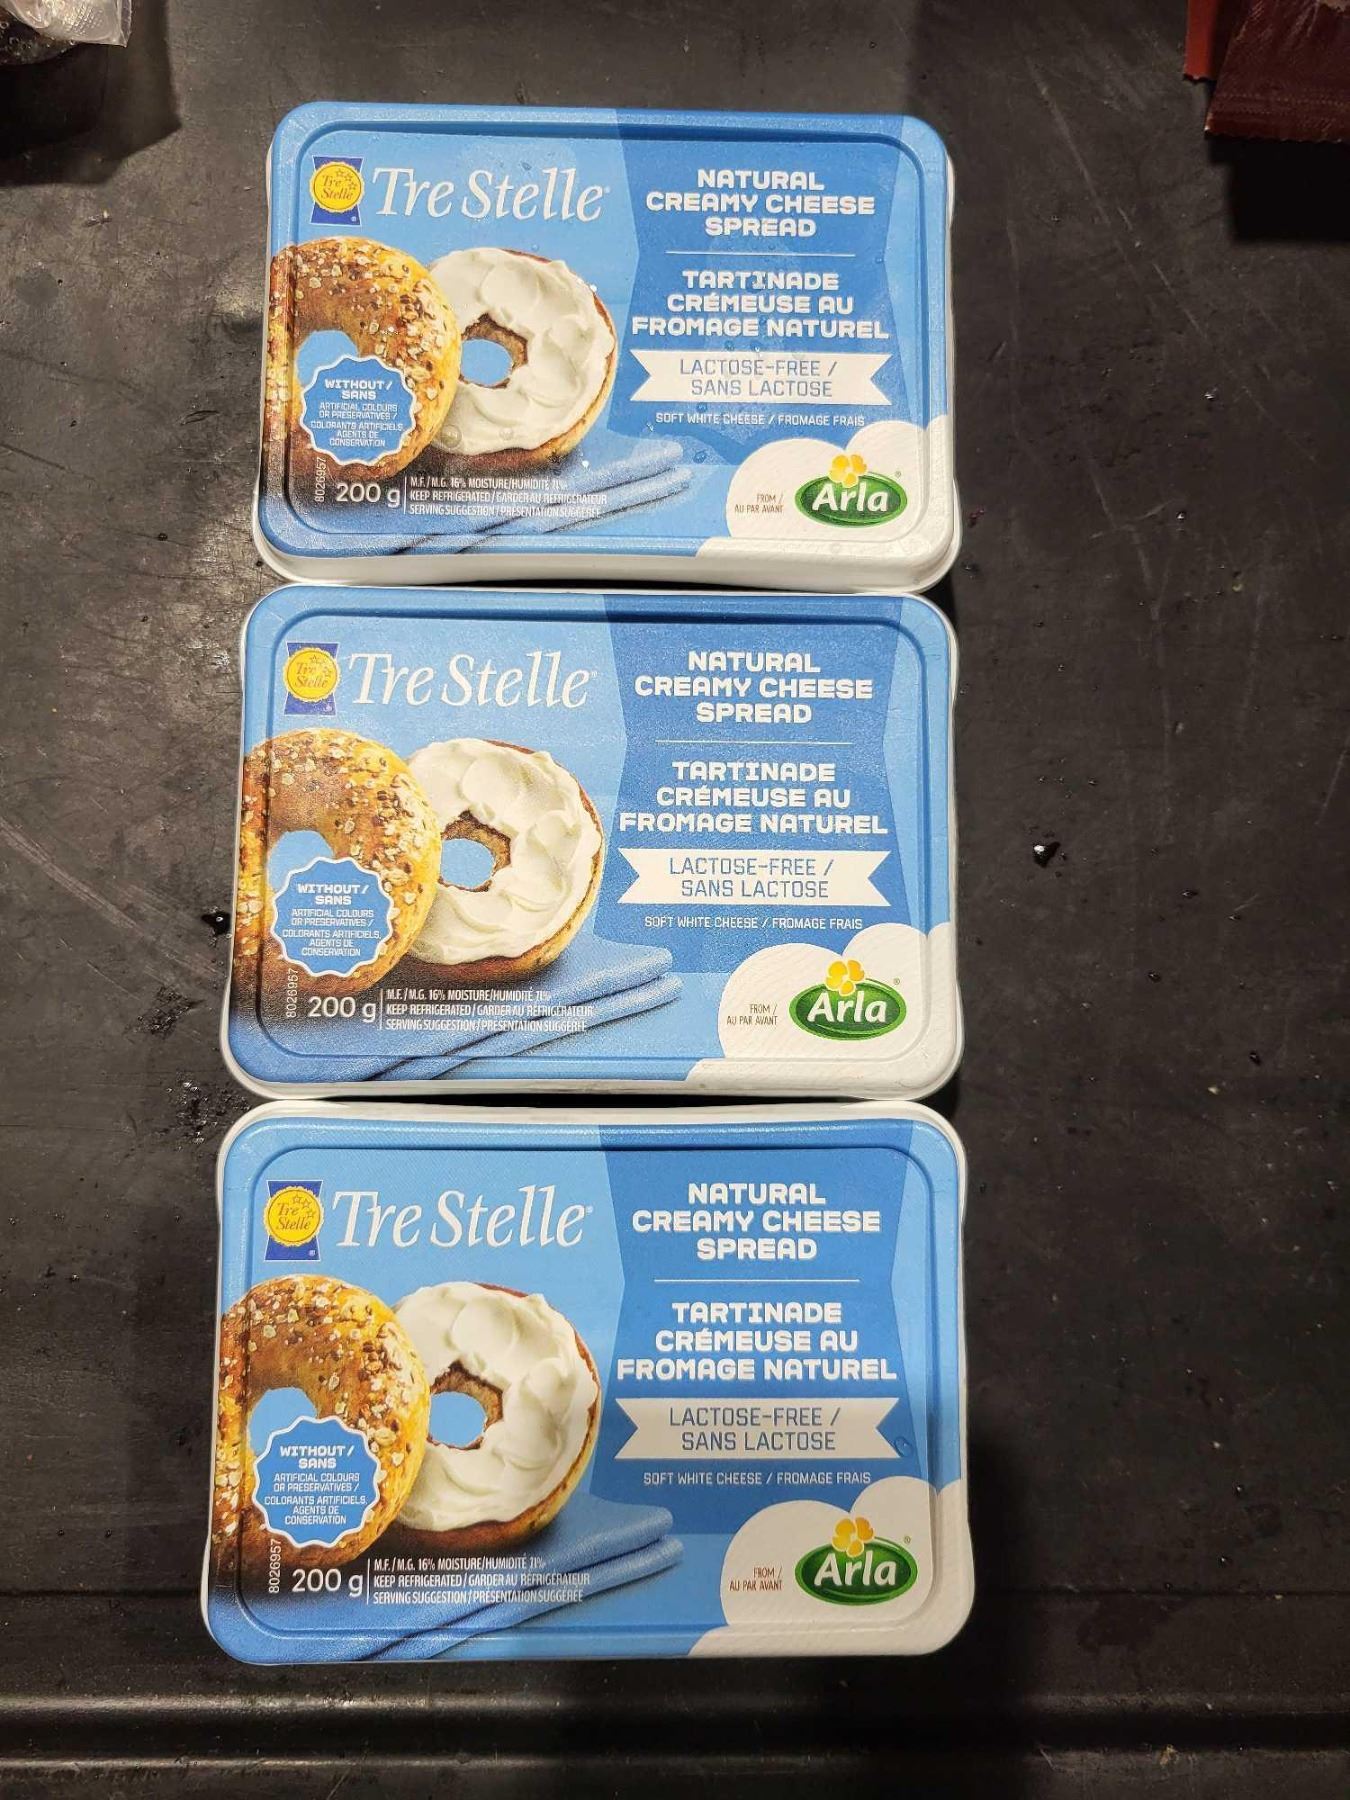 Tre Stelle
Tre Stelle
NATURAL
CREAMY CHEESE
SPREAD
TARTINADE
CRÉMEUSE AU
FROMAGE NATUREL
LACTOSE-FREE /
SANS LACTOSE
SOFT WHITE CHEESE / FROMAGE FRAIS
WITHOUT /
SANS
ARTIFICIAL COLOURS
OR PRESERVATIVES /
COLORANTS ARTIFICIELS,
AGENTS DE
CONSERVATION
8026957
200 g
M.F. / M.G. 16% MOISTURE/HUMIDITÉ 71%
KEEP REFRIGERATED / GARDER AU RÉFRIGÉRATEUR
SERVING SUGGESTION / PRÉSENTATION SUGGÉRÉE
FROM /
AU PAR AVANT
Arla
Tre Stelle
Tre Stelle
NATURAL
CREAMY CHEESE
SPREAD
TARTINADE
CRÉMEUSE AU
FROMAGE NATUREL
LACTOSE-FREE /
SANS LACTOSE
SOFT WHITE CHEESE / FROMAGE FRAIS
WITHOUT /
SANS
ARTIFICIAL COLOURS
OR PRESERVATIVES /
COLORANTS ARTIFICIELS,
AGENTS DE
CONSERVATION
8026957
200 g
M.F. / M.G. 16% MOISTURE/HUMIDITÉ 71%
KEEP REFRIGERATED / GARDER AU RÉFRIGÉRATEUR
SERVING SUGGESTION / PRÉSENTATION SUGGÉRÉE
FROM /
AU PAR AVANT
Arla
Tre Stelle
Tre Stelle
NATURAL
CREAMY CHEESE
SPREAD
TARTINADE
CRÉMEUSE AU
FROMAGE NATUREL
LACTOSE-FREE /
SANS LACTOSE
SOFT WHITE CHEESE / FROMAGE FRAIS
WITHOUT /
SANS
ARTIFICIAL COLOURS
OR PRESERVATIVES /
COLORANTS ARTIFICIELS,
AGENTS DE
CONSERVATION
8026957
200 g
M.F. / M.G. 16% MOISTURE/HUMIDITÉ 71%
KEEP REFRIGERATED / GARDER AU RÉFRIGÉRATEUR
SERVING SUGGESTION / PRÉSENTATION SUGGÉRÉE
FROM /
AU PAR AVANT
Arla